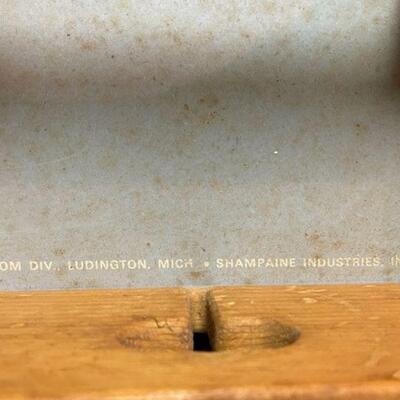 OM DIV., LUDINGTON, MICH • SHAMPAINE INDUSTRIES, IN